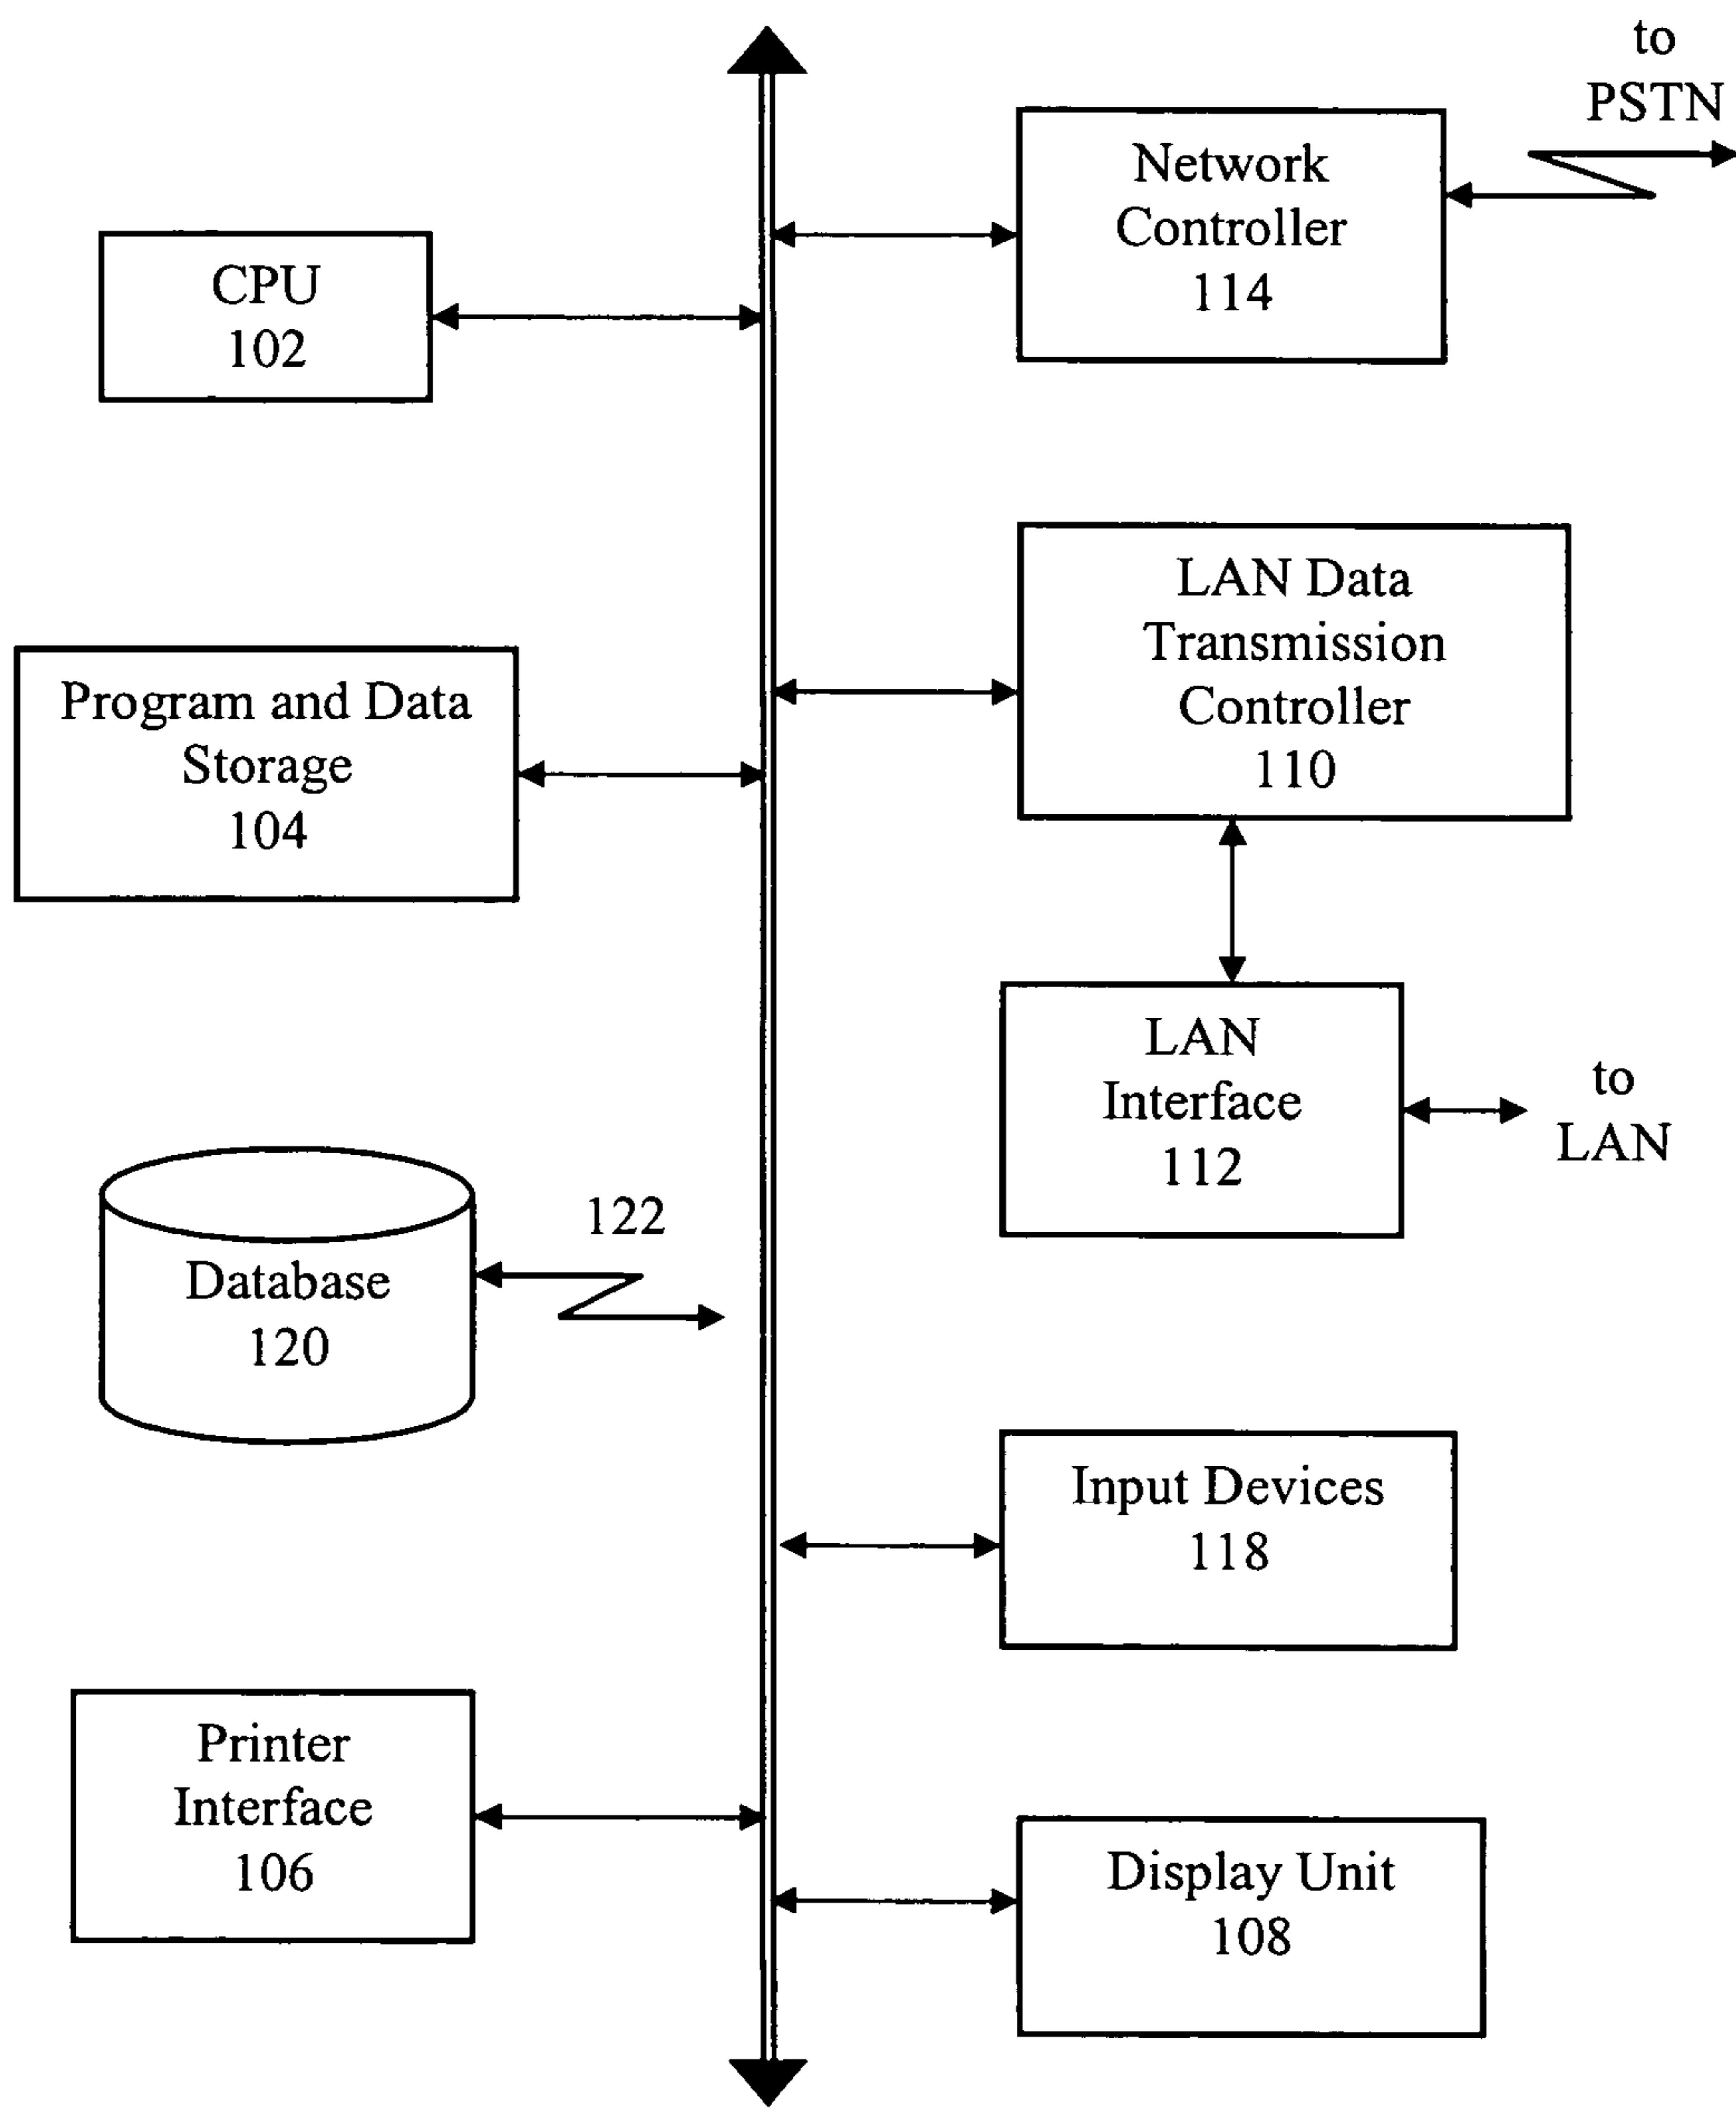 to
PSTN
Network
Controller
114
CPU
102
LAN Data
Transmission
Controller
110
Program and Data
Storage
104
LAN
Interface
112
to
LAN
122
Database
120
Input Devices
118
Printer
Interface
106
Display Unit
108